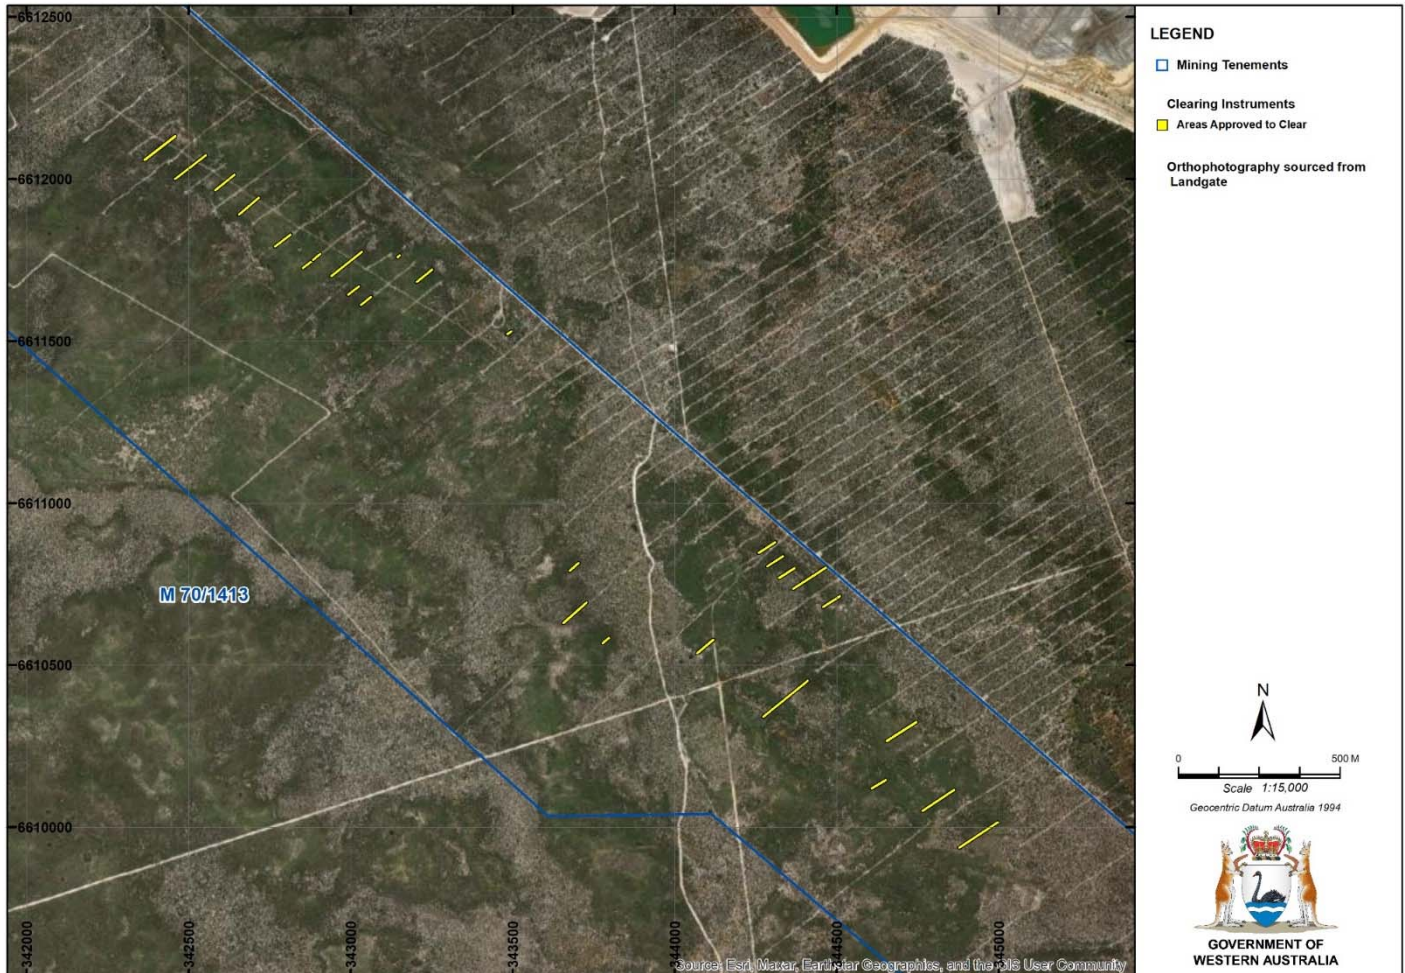 6612500
6612000
6611500
6611000
6610500
6610000
342000
342500
343000
343500
344000
344500
345000
M 70/1413
Source: Esri, Maxar, Earthstar Geographics, and the GIS User Community
LEGEND
Mining Tenements
Clearing Instruments
Areas Approved to Clear
Orthophotography sourced from
Landgate
N
0 500 M
Scale 1:15,000
Geocentric Datum Australia 1994
GOVERNMENT OF
WESTERN AUSTRALIA